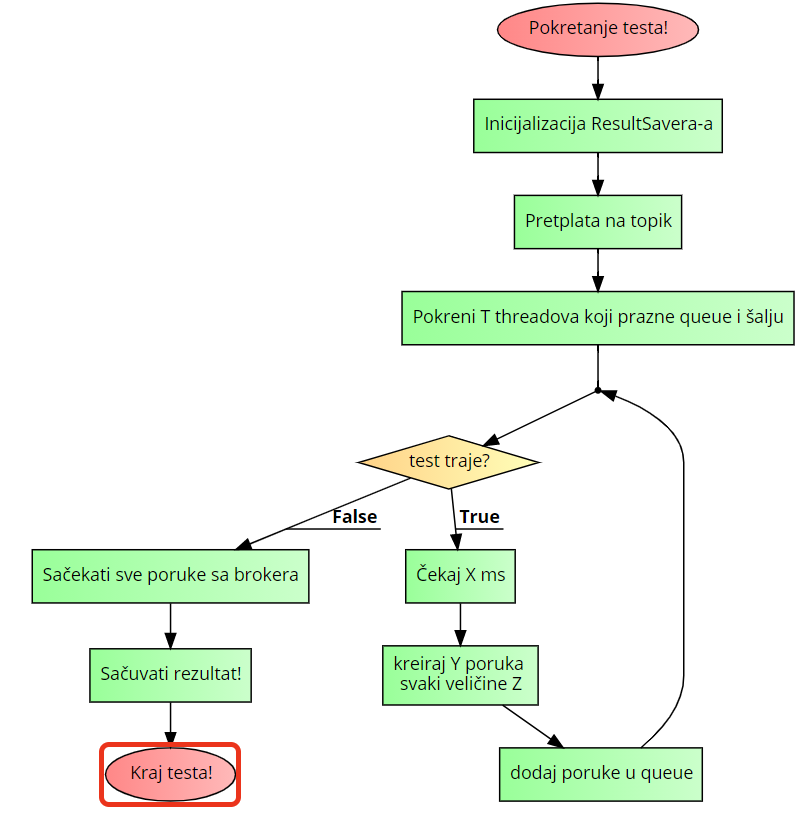 Pokretanje testa!
Inicijalizacija ResultSavera-a
Pretplata na topik
Pokreni T threadova koji prazne queue i šalju
test traje?
False
True
Sačekati sve poruke sa brokera
Čekaj X ms
Sačuvati rezultat!
kreiraj Y poruka
svaki veličine Z
Kraj testa!
dodaj poruke u queue